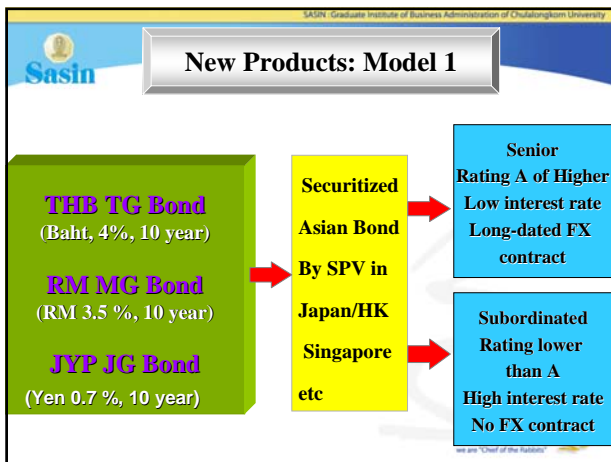 SASIN : Graduate Institute of Business Administration of Chulalongkorn University
Sasin
New Products: Model 1
THB TG Bond
(Baht, 4%, 10 year)
RM MG Bond
(RM 3.5 %, 10 year)
JYP JG Bond
(Yen 0.7 %, 10 year)
Securitized
Asian Bond
By SPV in
Japan/HK
Singapore
etc
Senior
Rating A of Higher
Low interest rate
Long-dated FX
contract
Subordinated
Rating lower
than A
High interest rate
No FX contract
we are "Chief of the Rabbits"